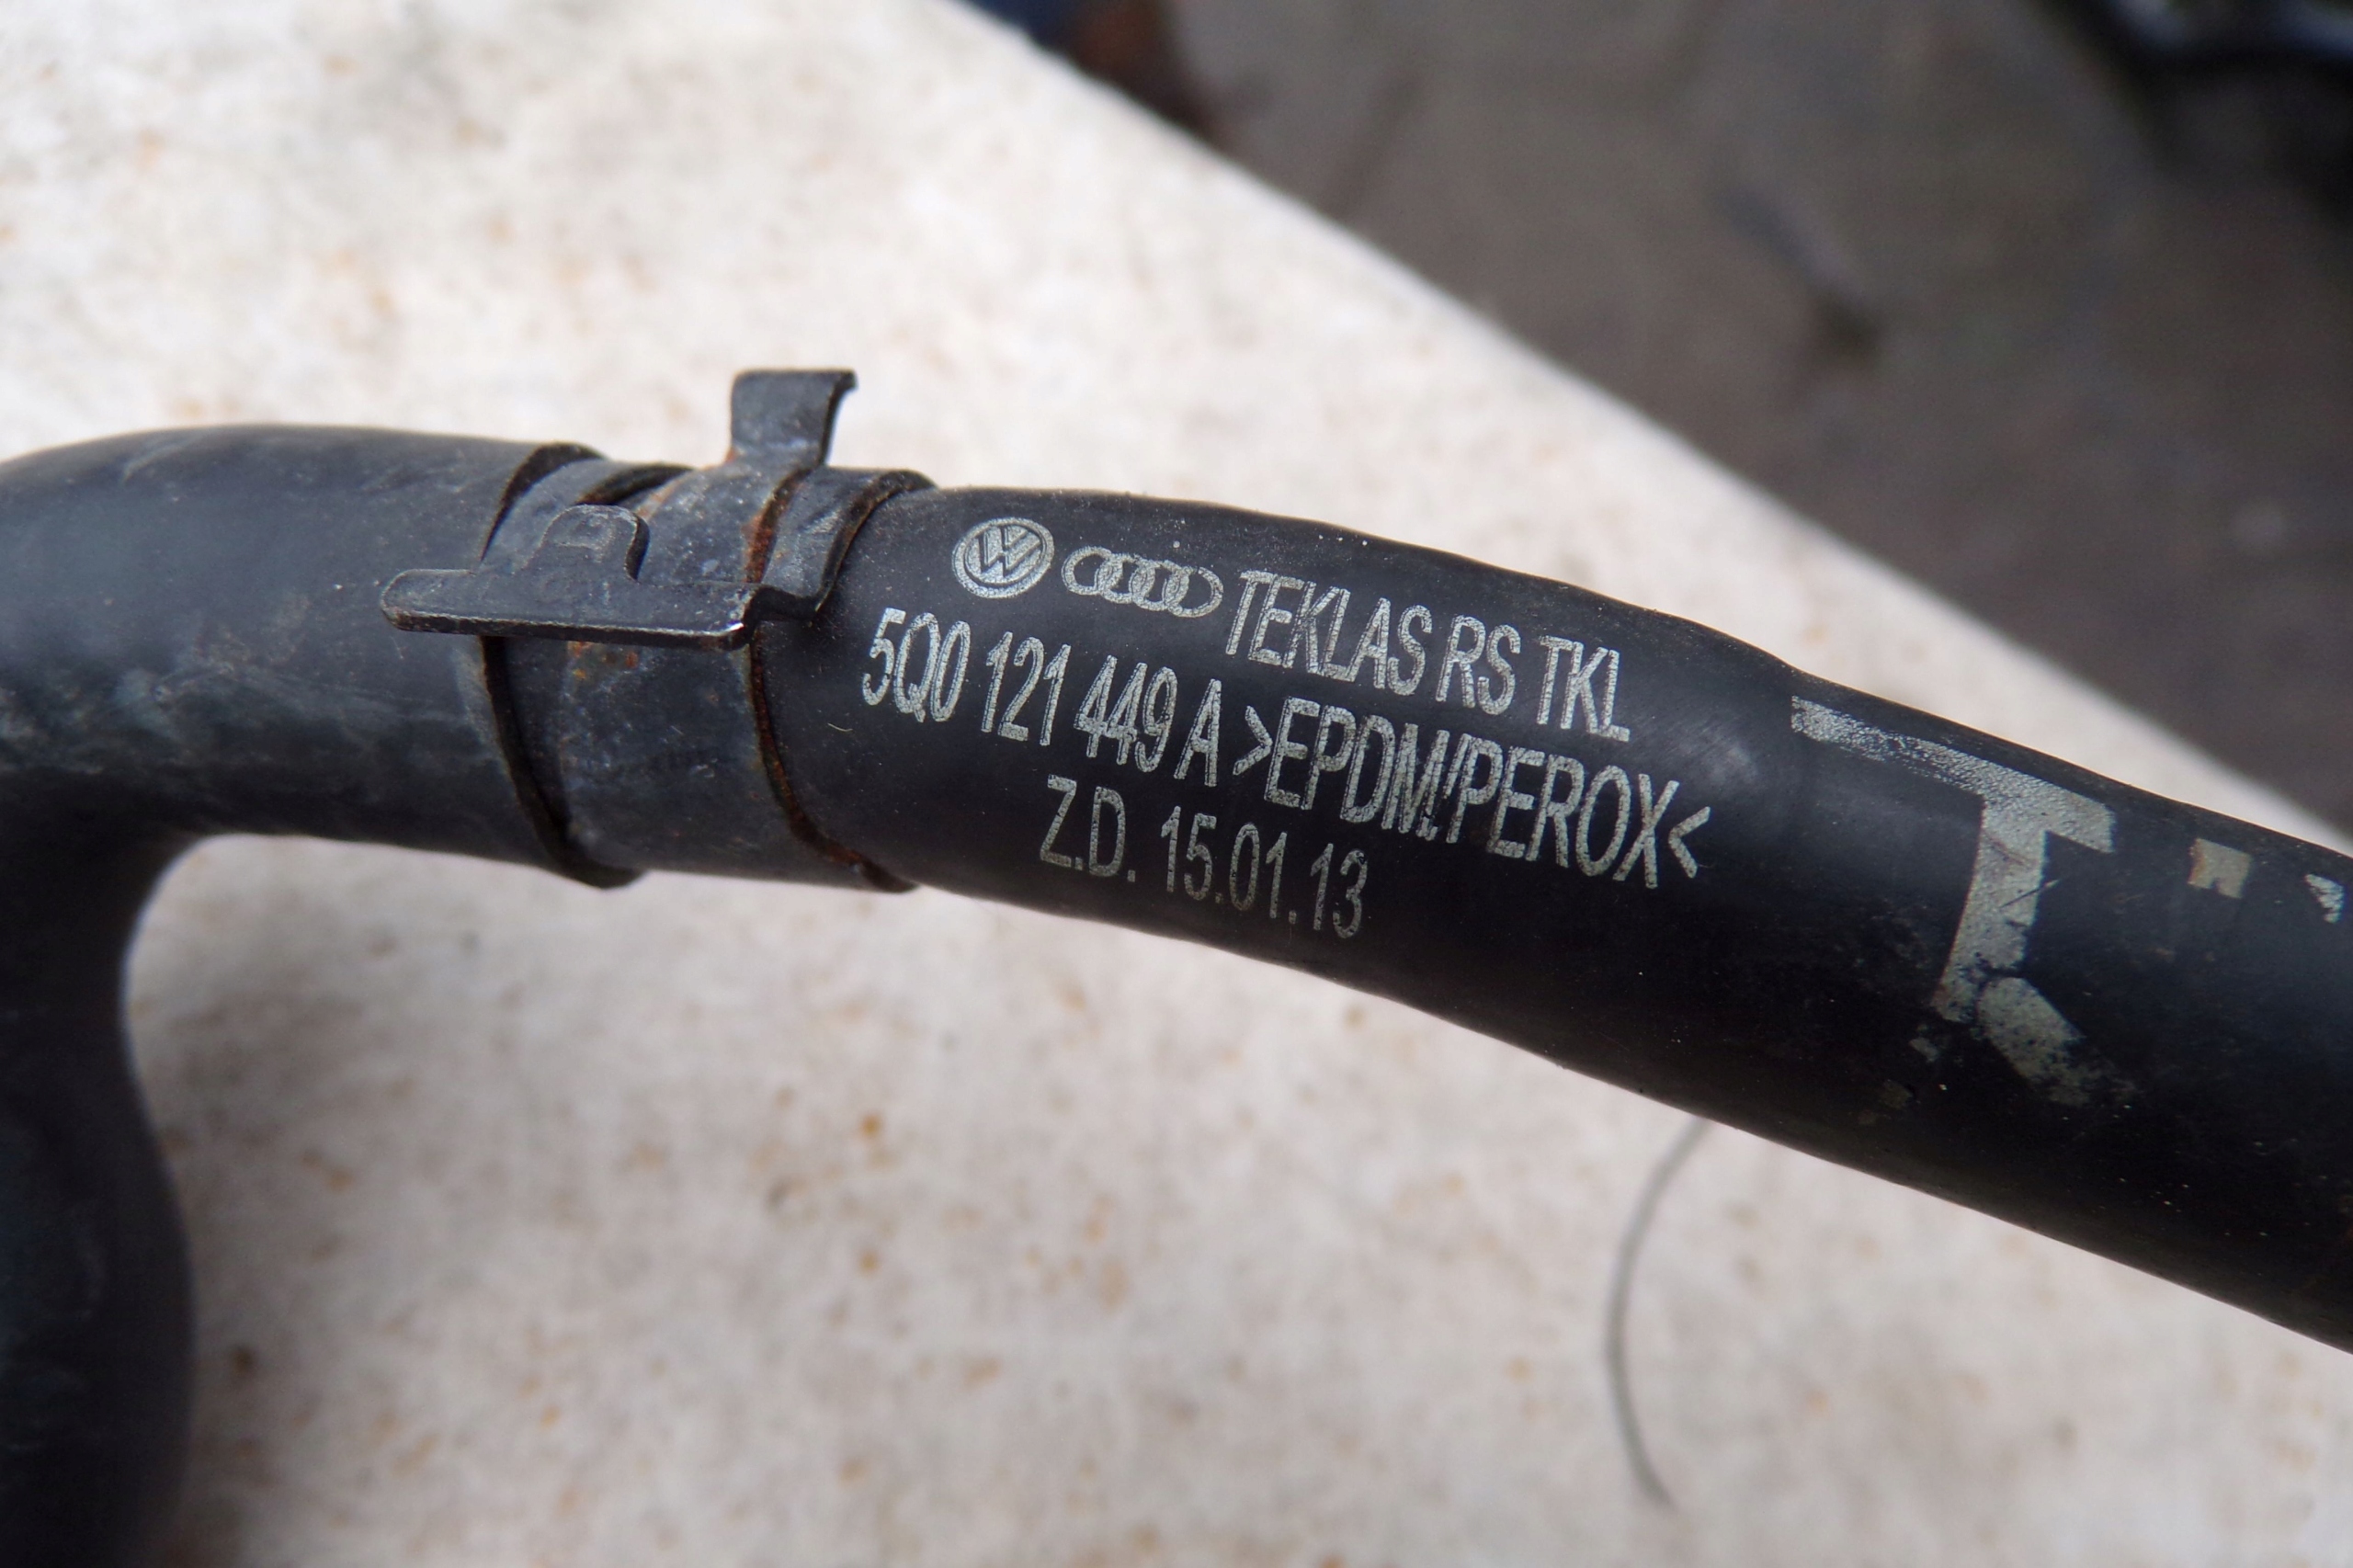 TEKLAS RS TKL
5Q0 121 449 A >EPDM/PEROX<
Z.D. 15.01.13